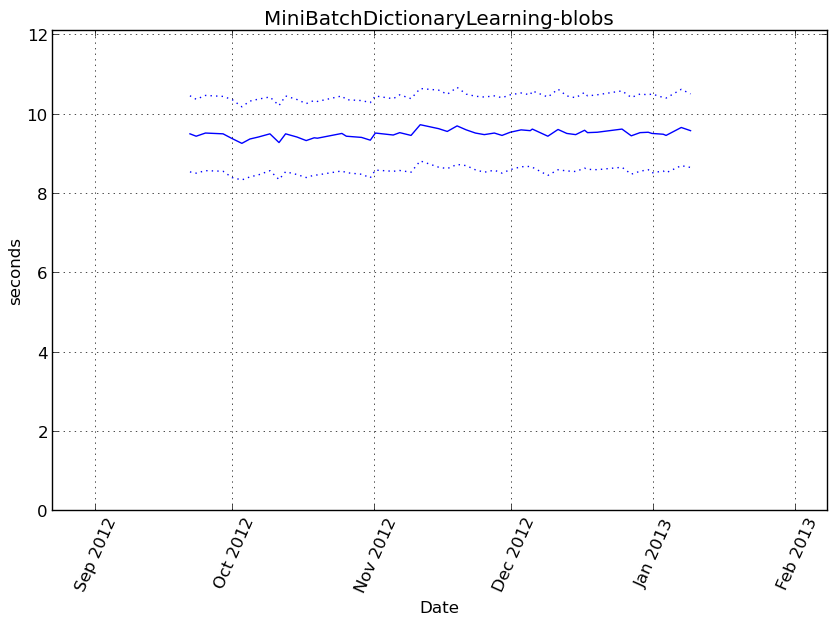 MiniBatchDictionaryLearning-blobs
12
10
8
6
4
2
0
seconds
Sep 2012
Oct 2012
Nov 2012
Dec 2012
Jan 2013
Feb 2013
Date